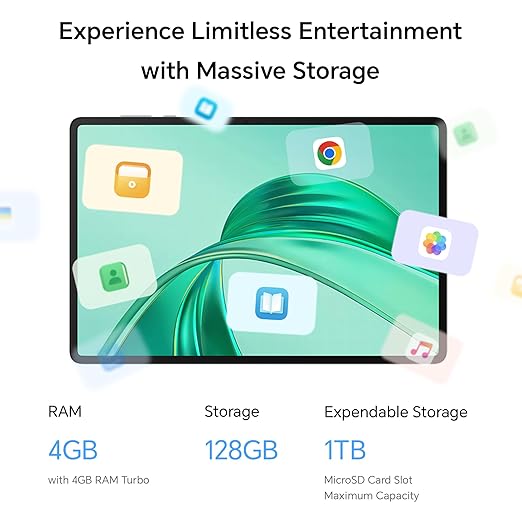 Experience Limitless Entertainment
with Massive Storage
RAM
Storage
Expendable Storage
4GB
128GB
1TB
with 4GB RAM Turbo
MicroSD Card Slot
Maximum Capacity